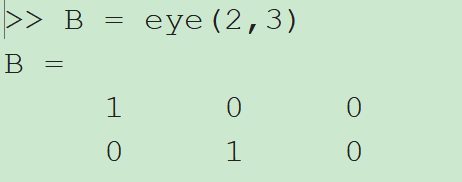 >> B = eye(2,3)
B =
1 0 0
0 1 0